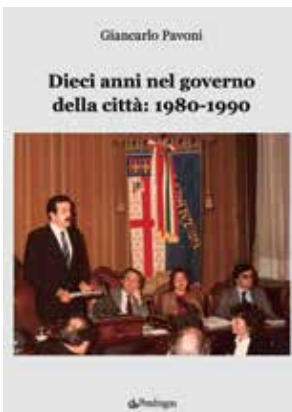 Giancarlo Pavoni
Dieci anni nel governo
della città: 1980-1990
Pendragon